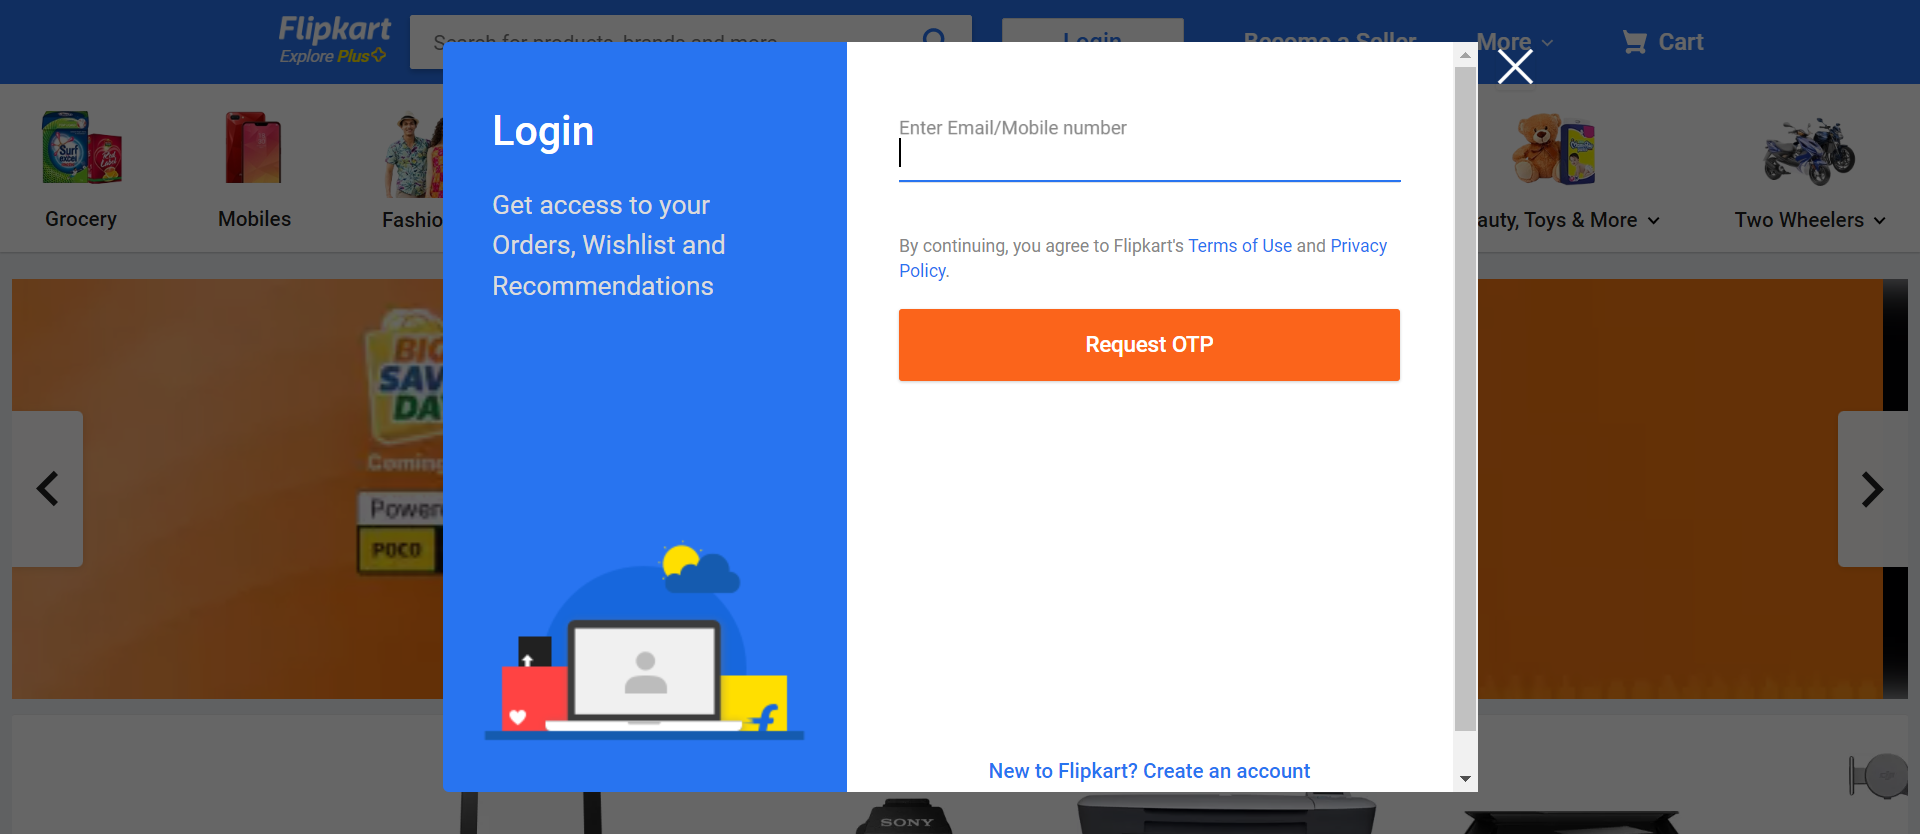 Flipkart
Explore Plus
Search for products, brands and more
Login
Become a Seller
More
Cart
Grocery
Mobiles
Fashio
auty, Toys & More
Two Wheelers
Login
Get access to your
Orders, Wishlist and
Recommendations
Enter Email/Mobile number
By continuing, you agree to Flipkart's Terms of Use and Privacy
Policy.
Request OTP
New to Flipkart? Create an account
BIG
SAV
DA
Coming
Power
POCO
SONY
Surf
excel